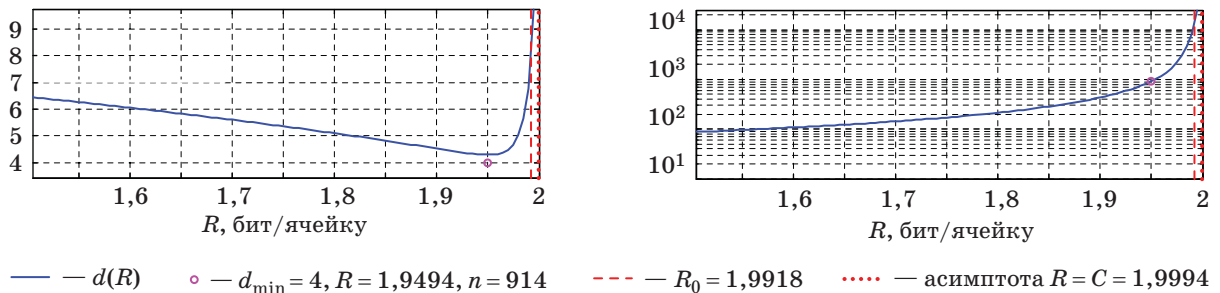 9
8
7
6
5
4
1,6 1,7 1,8 1,9 2
R, бит/ячейку
10⁴
10³
10²
10¹
1,6 1,7 1,8 1,9 2
R, бит/ячейку
— d(R) — d_min = 4, R = 1,9494, n = 914 — R₀ = 1,9918 — асимптота R = C = 1,9994